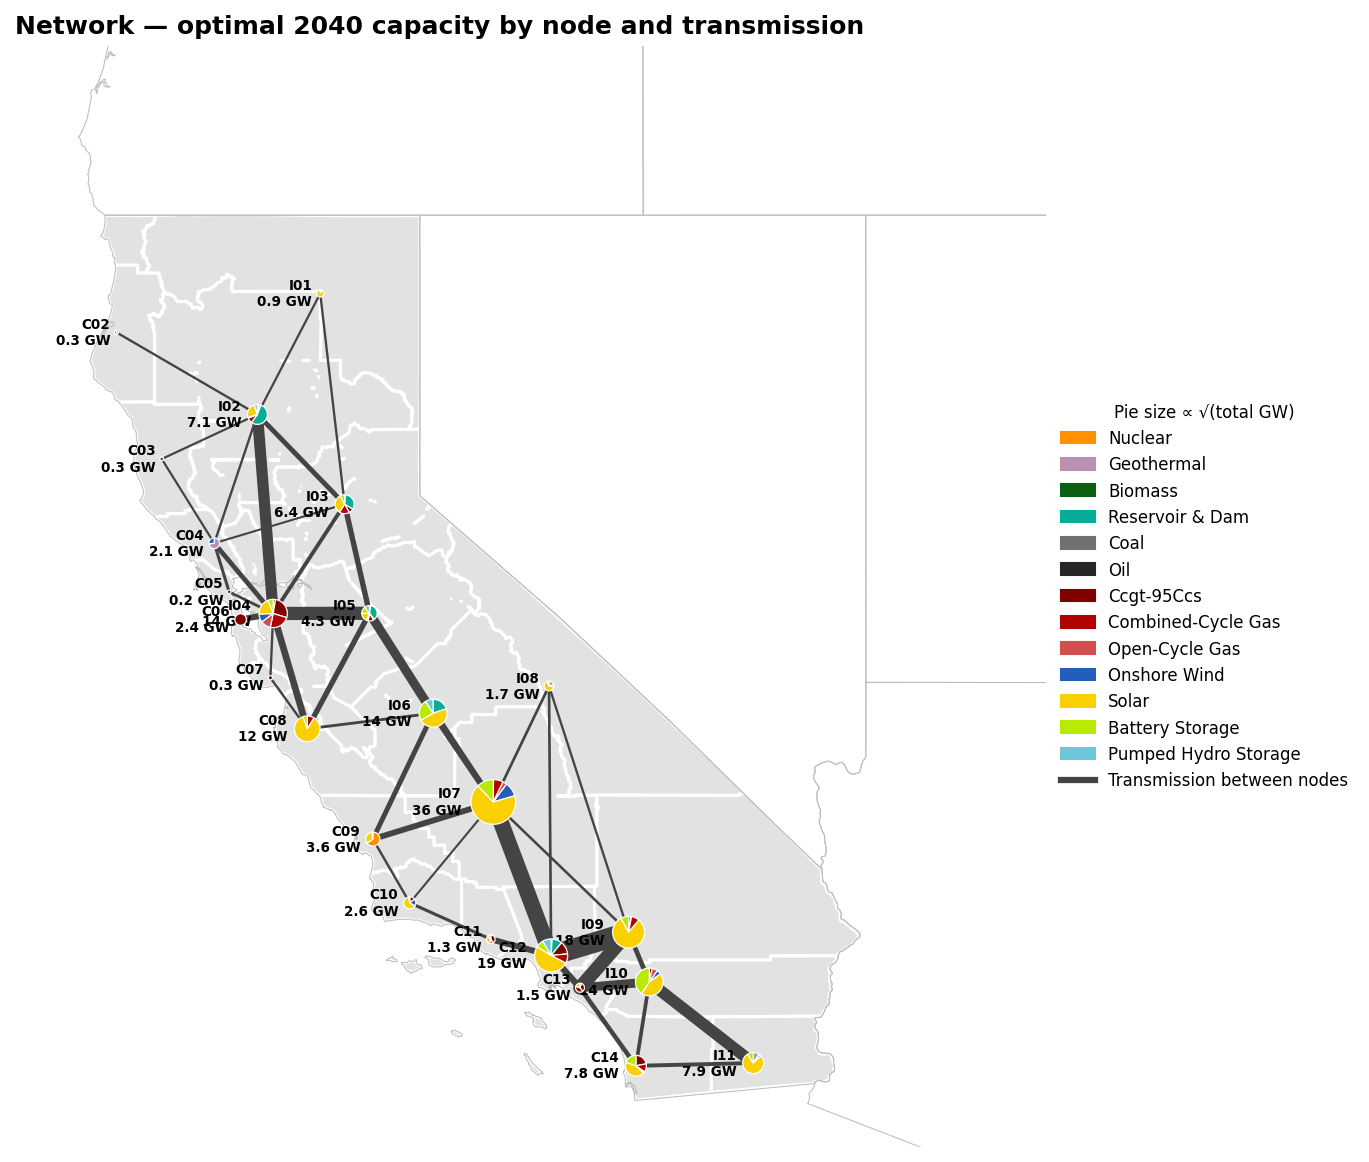 Network — optimal 2040 capacity by node and transmission
I01
0.9 GW
C02
0.3 GW
I02
7.1 GW
C03
0.3 GW
I03
6.4 GW
C04
2.1 GW
C05
0.2 GW
I04
14 GW
C06
2.4 GW
I05
4.3 GW
C07
0.3 GW
I08
1.7 GW
I06
14 GW
C08
12 GW
I07
36 GW
C09
3.6 GW
C10
2.6 GW
I09
18 GW
C11
1.3 GW
C12
19 GW
I10
14 GW
C13
1.5 GW
I11
7.9 GW
C14
7.8 GW
Pie size ∝ √(total GW)
Nuclear
Geothermal
Biomass
Reservoir & Dam
Coal
Oil
Ccgt-95Ccs
Combined-Cycle Gas
Open-Cycle Gas
Onshore Wind
Solar
Battery Storage
Pumped Hydro Storage
Transmission between nodes